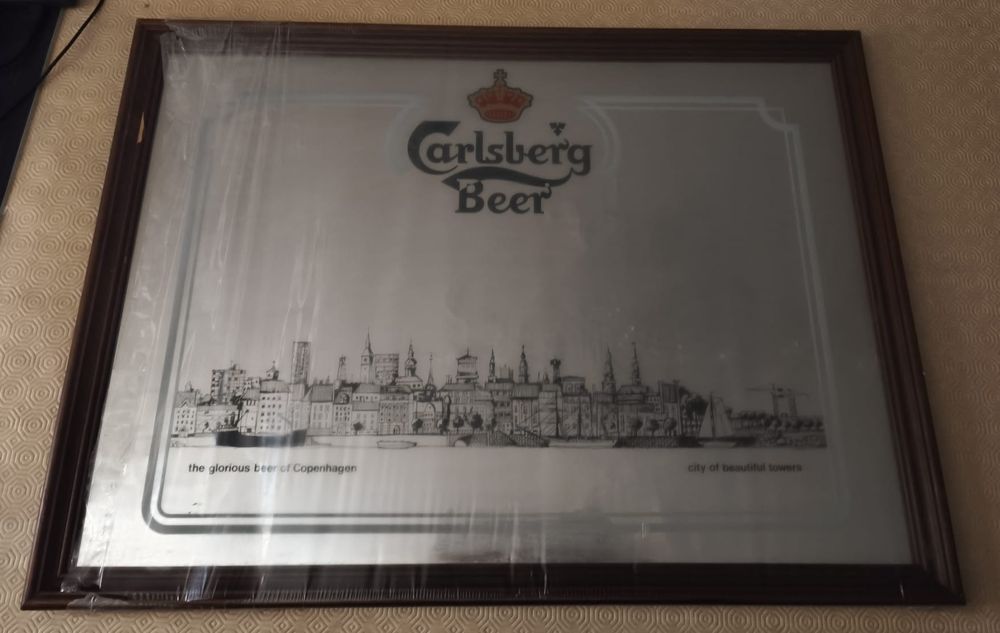 Carlsberg
Beer
the glorious beer of Copenhagen
city of beautiful towers